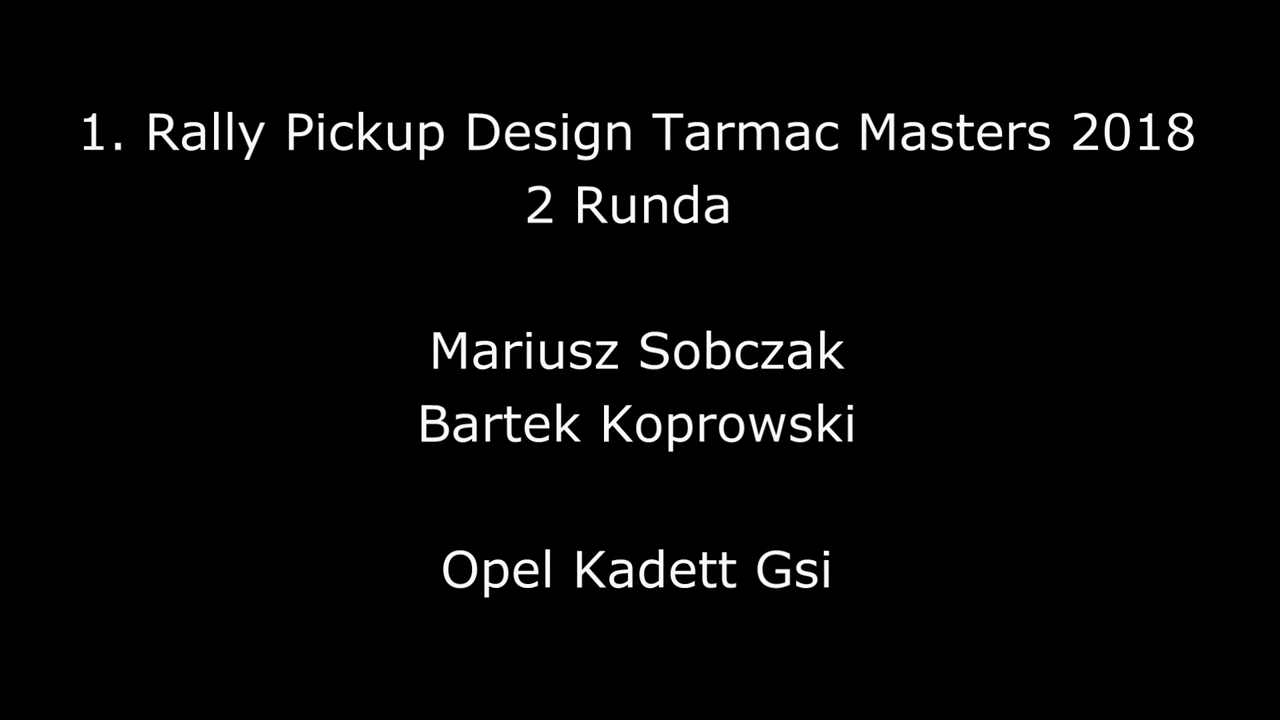 1. Rally Pickup Design Tarmac Masters 2018
2 Runda
Mariusz Sobczak
Bartek Koprowski
Opel Kadett Gsi